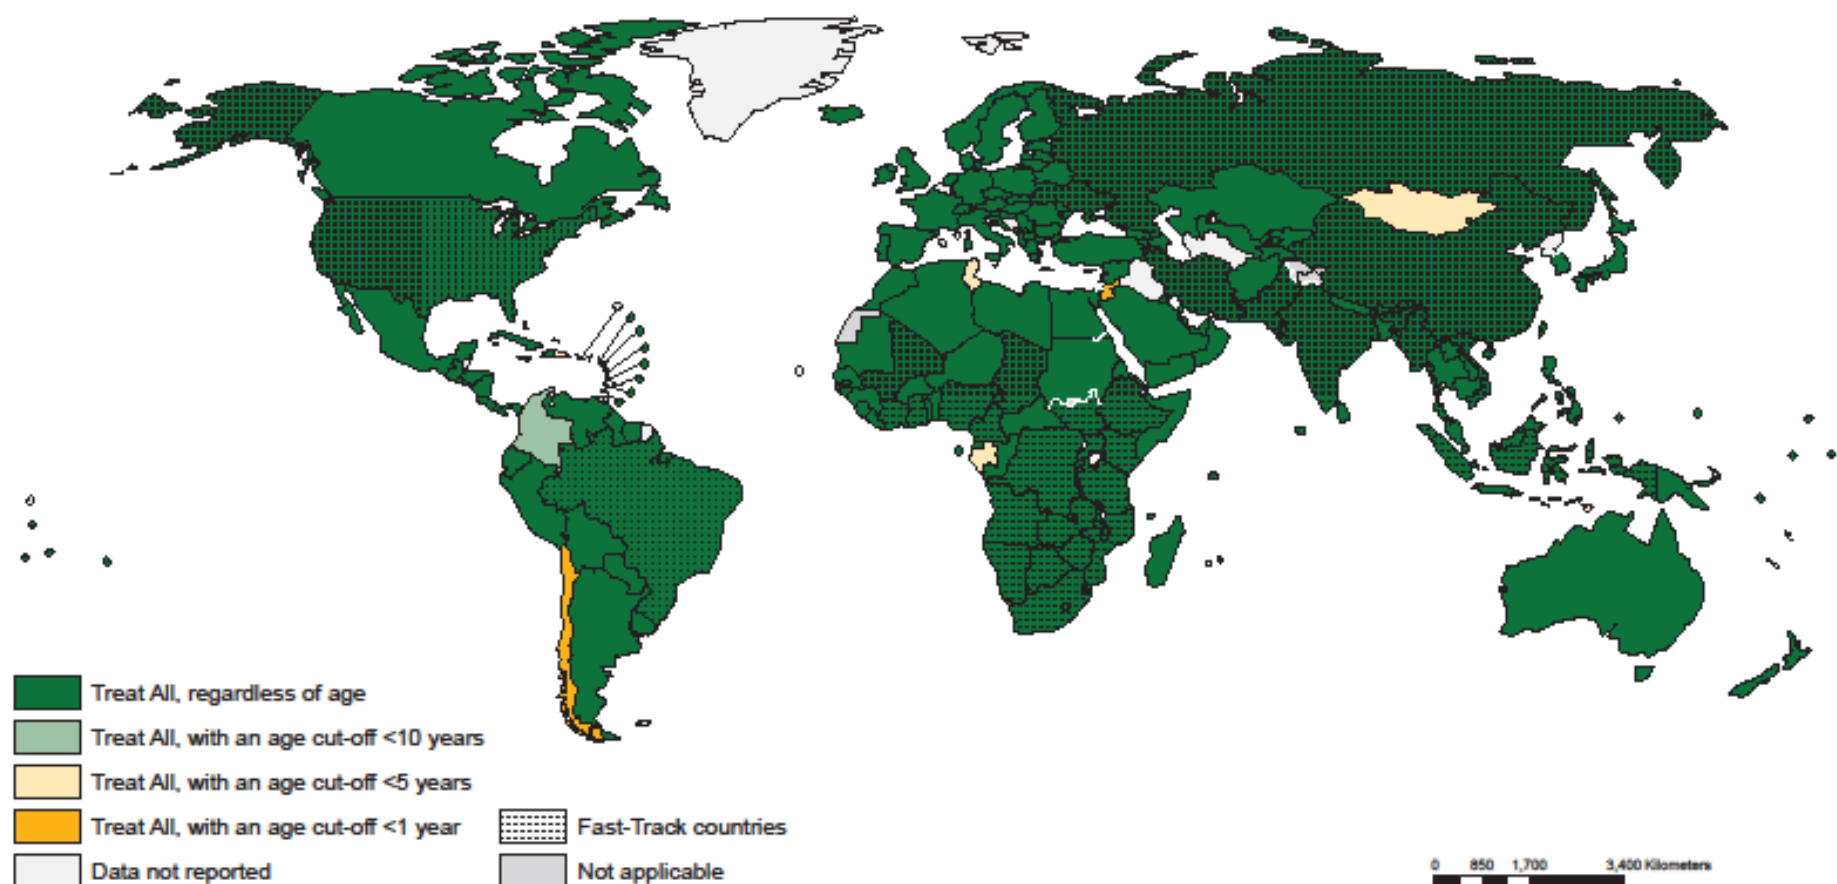 Treat All, regardless of age
Treat All, with an age cut-off <10 years
Treat All, with an age cut-off <5 years
Treat All, with an age cut-off <1 year
Data not reported
Fast-Track countries
Not applicable
0 850 1,700 3,400 Kilometers